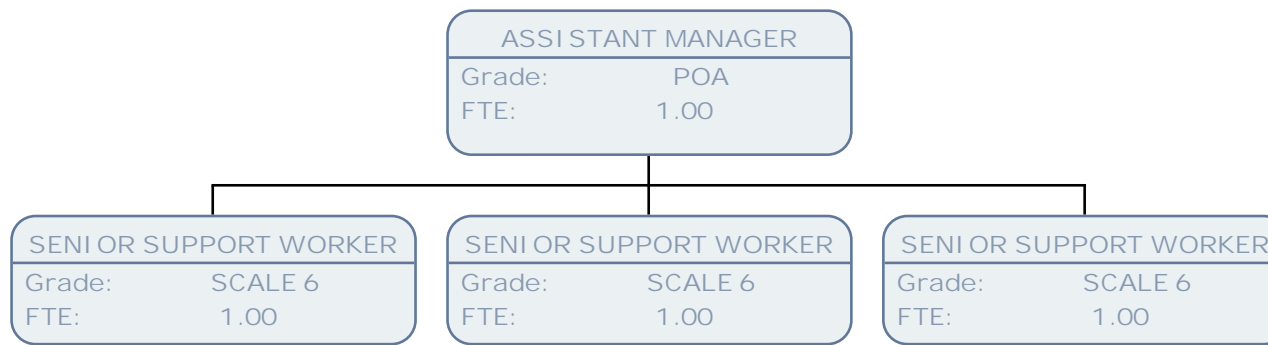 ASSISTANT MANAGER
Grade: POA
FTE: 1.00
SENIOR SUPPORT WORKER
Grade: SCALE 6
FTE: 1.00
SENIOR SUPPORT WORKER
Grade: SCALE 6
FTE: 1.00
SENIOR SUPPORT WORKER
Grade: SCALE 6
FTE: 1.00